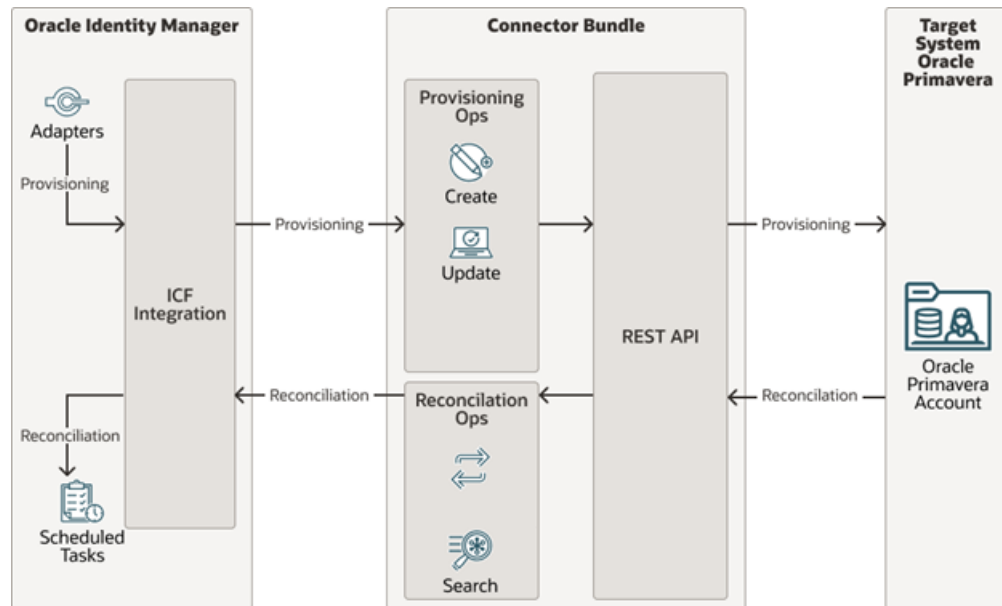 Oracle Identity Manager
Adapters
Provisioning
ICF
Integration
Reconciliation
Scheduled
Tasks
Provisioning
Reconciliation
Connector Bundle
Provisioning
Ops
Create
Update
Reconcilation
Ops
Search
REST API
Provisioning
Reconcilation
Target
System
Oracle
Primavera
Oracle
Primavera
Account